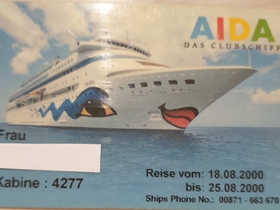 AIDA
DAS CLUBSCHIFF
Frau
Kabine : 4277
Reise vom: 18.08.2000
bis: 25.08.2000
Ships Phone No.: 00871 - 663 670